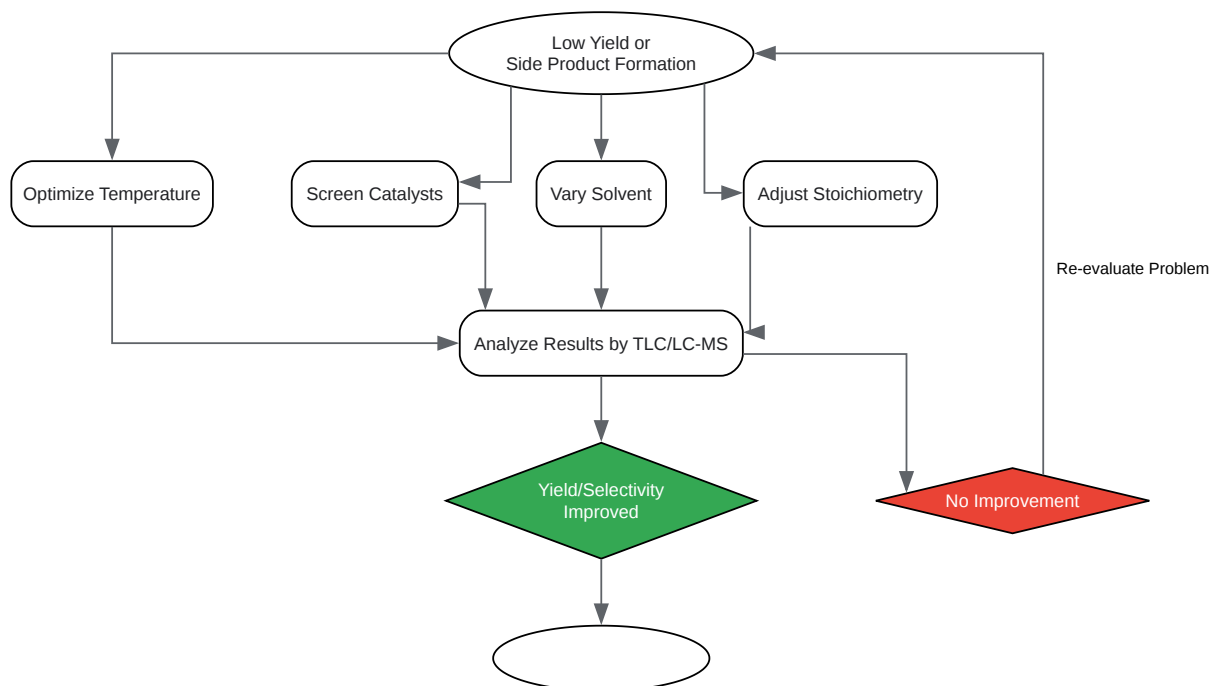 Low Yield or
Side Product Formation
Optimize Temperature
Screen Catalysts
Vary Solvent
Adjust Stoichiometry
Re-evaluate Problem
Analyze Results by TLC/LC-MS
Yield/Selectivity
Improved
No Improvement